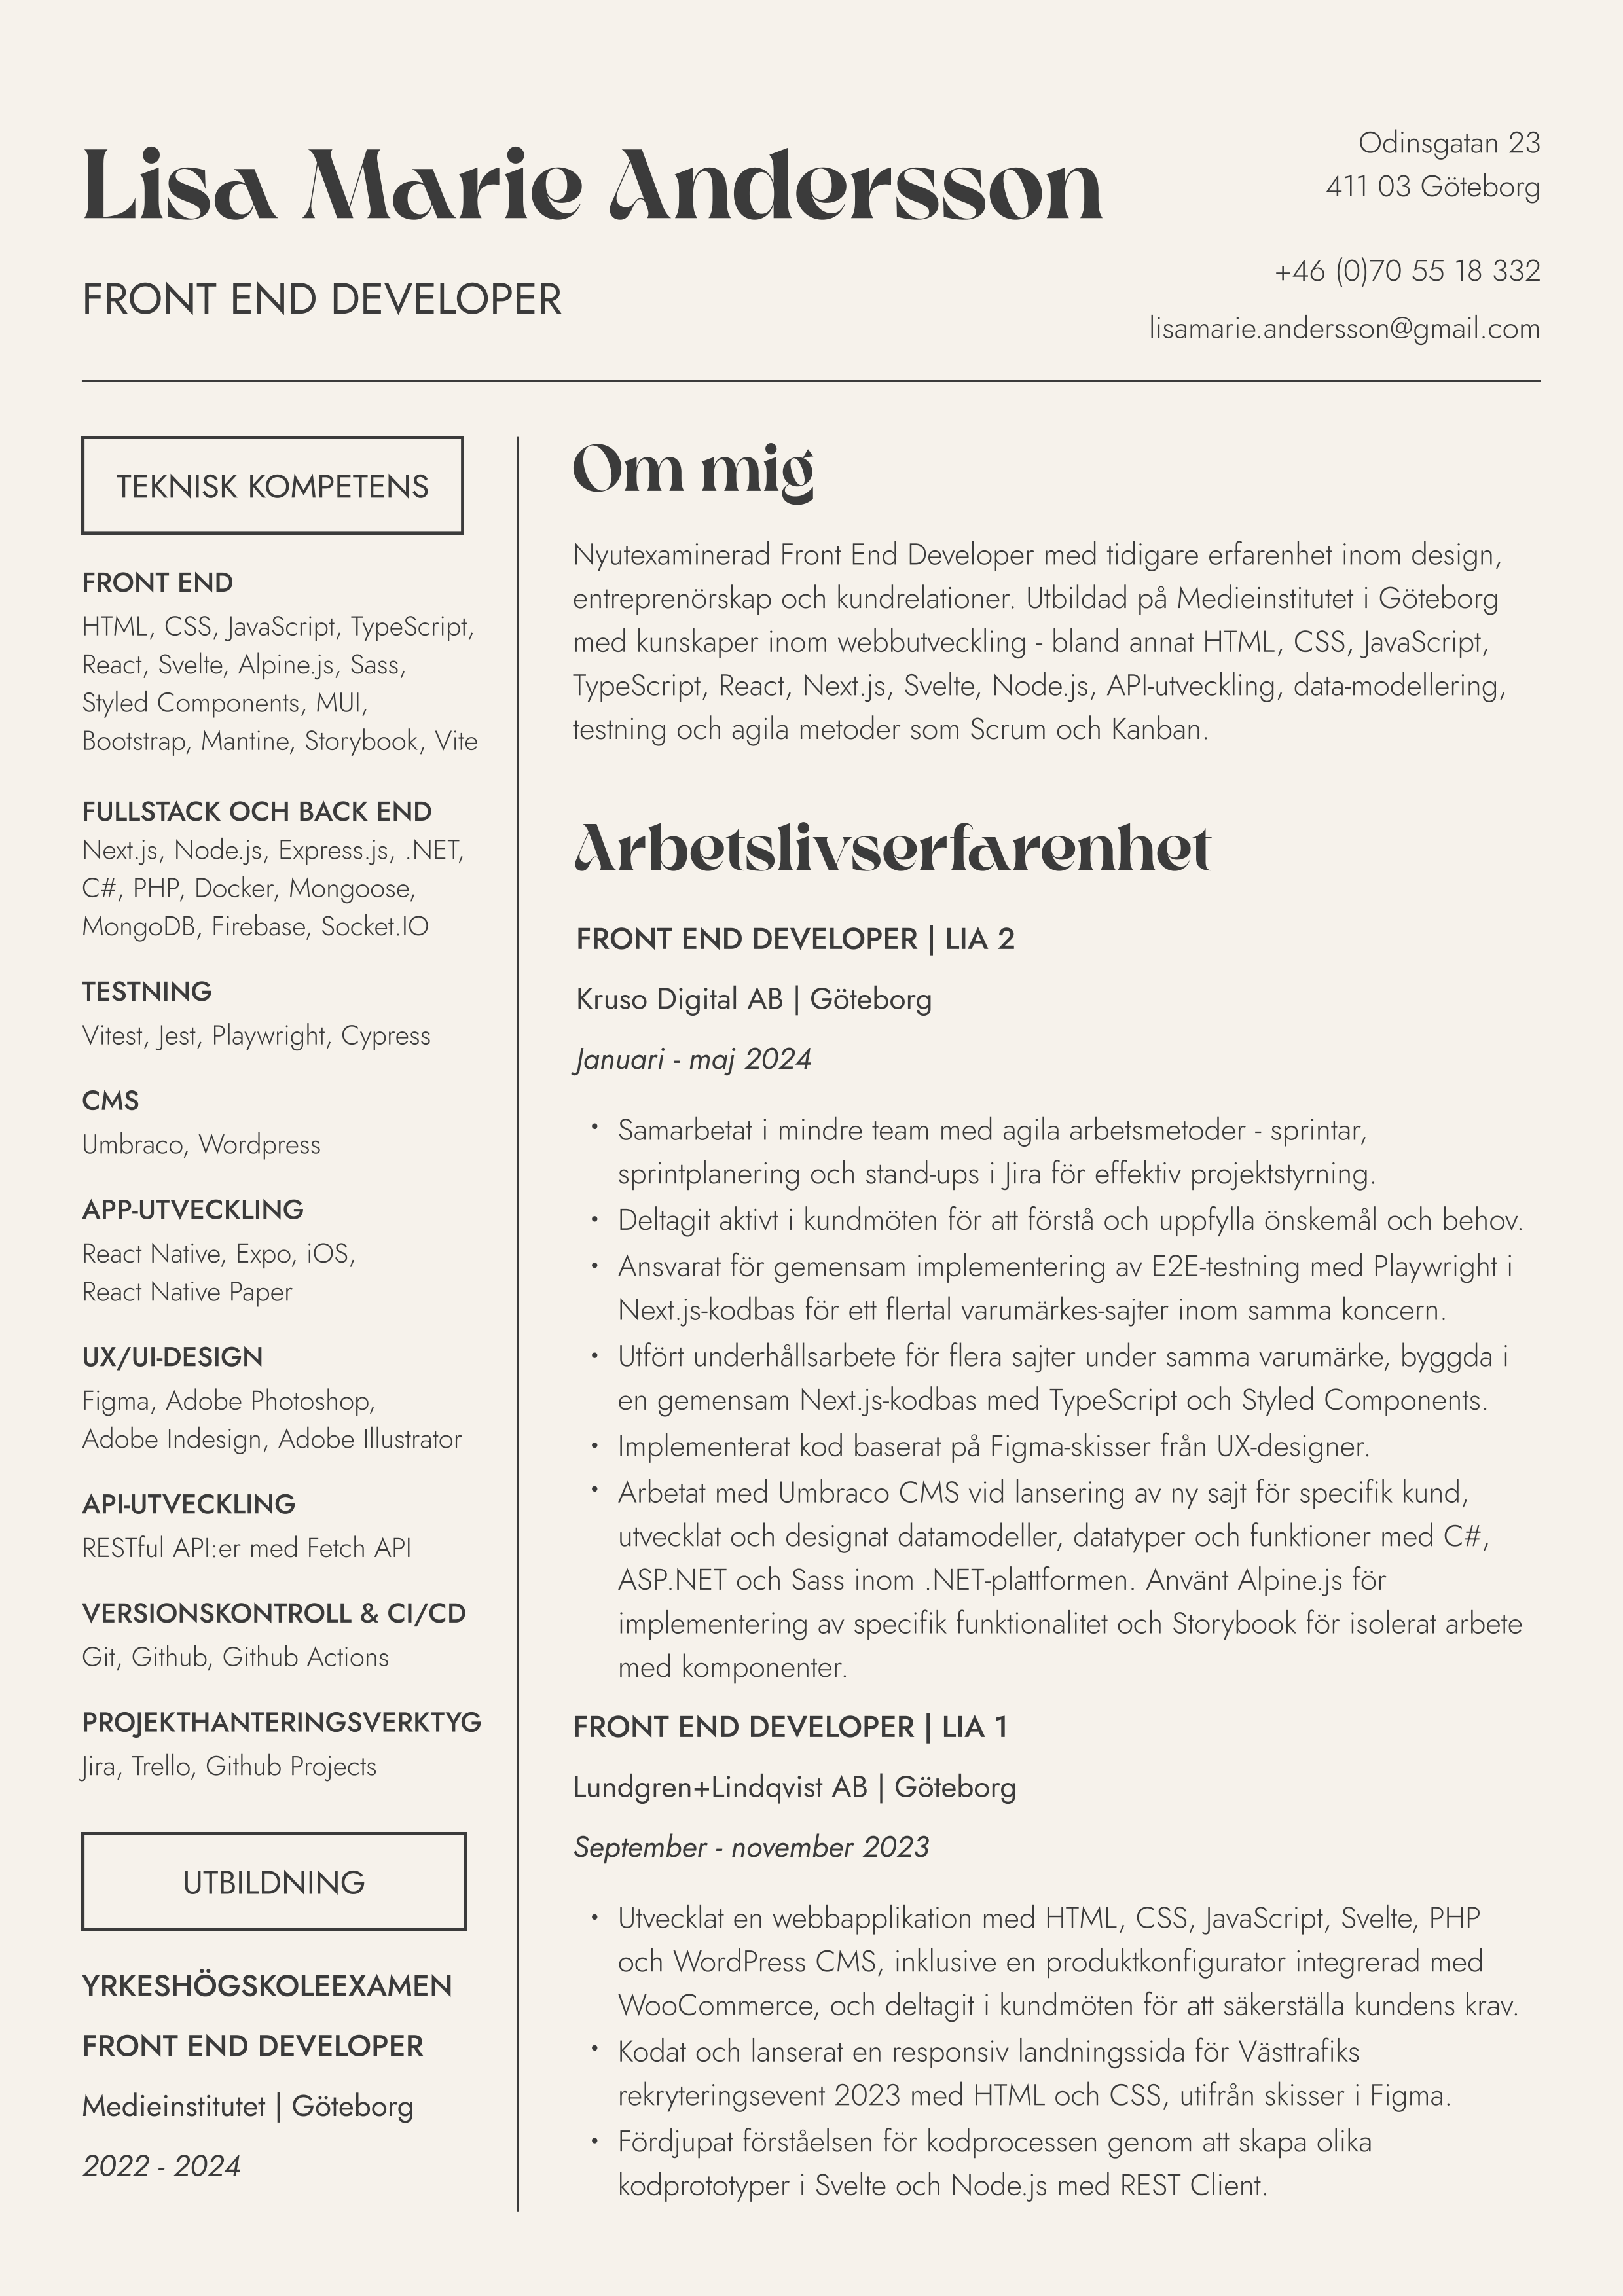 Lisa Marie Andersson
FRONT END DEVELOPER
Odinsgatan 23
411 03 Göteborg
+46 (0)70 55 18 332
lisamarie.andersson@gmail.com
TEKNISK KOMPETENS
FRONT END
HTML, CSS, JavaScript, TypeScript,
React, Svelte, Alpine.js, Sass,
Styled Components, MUI,
Bootstrap, Mantine, Storybook, Vite
FULLSTACK OCH BACK END
Next.js, Node.js, Express.js, .NET,
C#, PHP, Docker, Mongoose,
MongoDB, Firebase, Socket.IO
TESTNING
Vitest, Jest, Playwright, Cypress
CMS
Umbraco, Wordpress
APP-UTVECKLING
React Native, Expo, iOS,
React Native Paper
UX/UI-DESIGN
Figma, Adobe Photoshop,
Adobe Indesign, Adobe Illustrator
API-UTVECKLING
RESTful API:er med Fetch API
VERSIONSKONTROLL & CI/CD
Git, Github, Github Actions
PROJEKTHANTERINGSVERKTYG
Jira, Trello, Github Projects
UTBILDNING
YRKESHÖGSKOLEEXAMEN
FRONT END DEVELOPER
Medieinstitutet | Göteborg
2022 - 2024
Om mig
Nyutexaminerad Front End Developer med tidigare erfarenhet inom design,
entreprenörskap och kundrelationer. Utbildad på Medieinstitutet i Göteborg
med kunskaper inom webbutveckling - bland annat HTML, CSS, JavaScript,
TypeScript, React, Next.js, Svelte, Node.js, API-utveckling, data-modellering,
testning och agila metoder som Scrum och Kanban.
Arbetslivserfarenhet
FRONT END DEVELOPER | LIA 2
Kruso Digital AB | Göteborg
Januari - maj 2024
• Samarbetat i mindre team med agila arbetsmetoder - sprintar,
sprintplanering och stand-ups i Jira för effektiv projektstyrning.
• Deltagit aktivt i kundmöten för att förstå och uppfylla önskemål och behov.
• Ansvarat för gemensam implementering av E2E-testning med Playwright i
Next.js-kodbas för ett flertal varumärkes-sajter inom samma koncern.
• Utfört underhållsarbete för flera sajter under samma varumärke, byggda i
en gemensam Next.js-kodbas med TypeScript och Styled Components.
• Implementerat kod baserat på Figma-skisser från UX-designer.
• Arbetat med Umbraco CMS vid lansering av ny sajt för specifik kund,
utvecklat och designat datamodeller, datatyper och funktioner med C#,
ASP.NET och Sass inom .NET-plattformen. Använt Alpine.js för
implementering av specifik funktionalitet och Storybook för isolerat arbete
med komponenter.
FRONT END DEVELOPER | LIA 1
Lundgren+Lindqvist AB | Göteborg
September - november 2023
• Utvecklat en webbapplikation med HTML, CSS, JavaScript, Svelte, PHP
och WordPress CMS, inklusive en produktkonfigurator integrerad med
WooCommerce, och deltagit i kundmöten för att säkerställa kundens krav.
• Kodat och lanserat en responsiv landningssida för Västtrafiks
rekryteringsevent 2023 med HTML och CSS, utifrån skisser i Figma.
• Fördjupat förståelsen för kodprocessen genom att skapa olika
kodprototyper i Svelte och Node.js med REST Client.